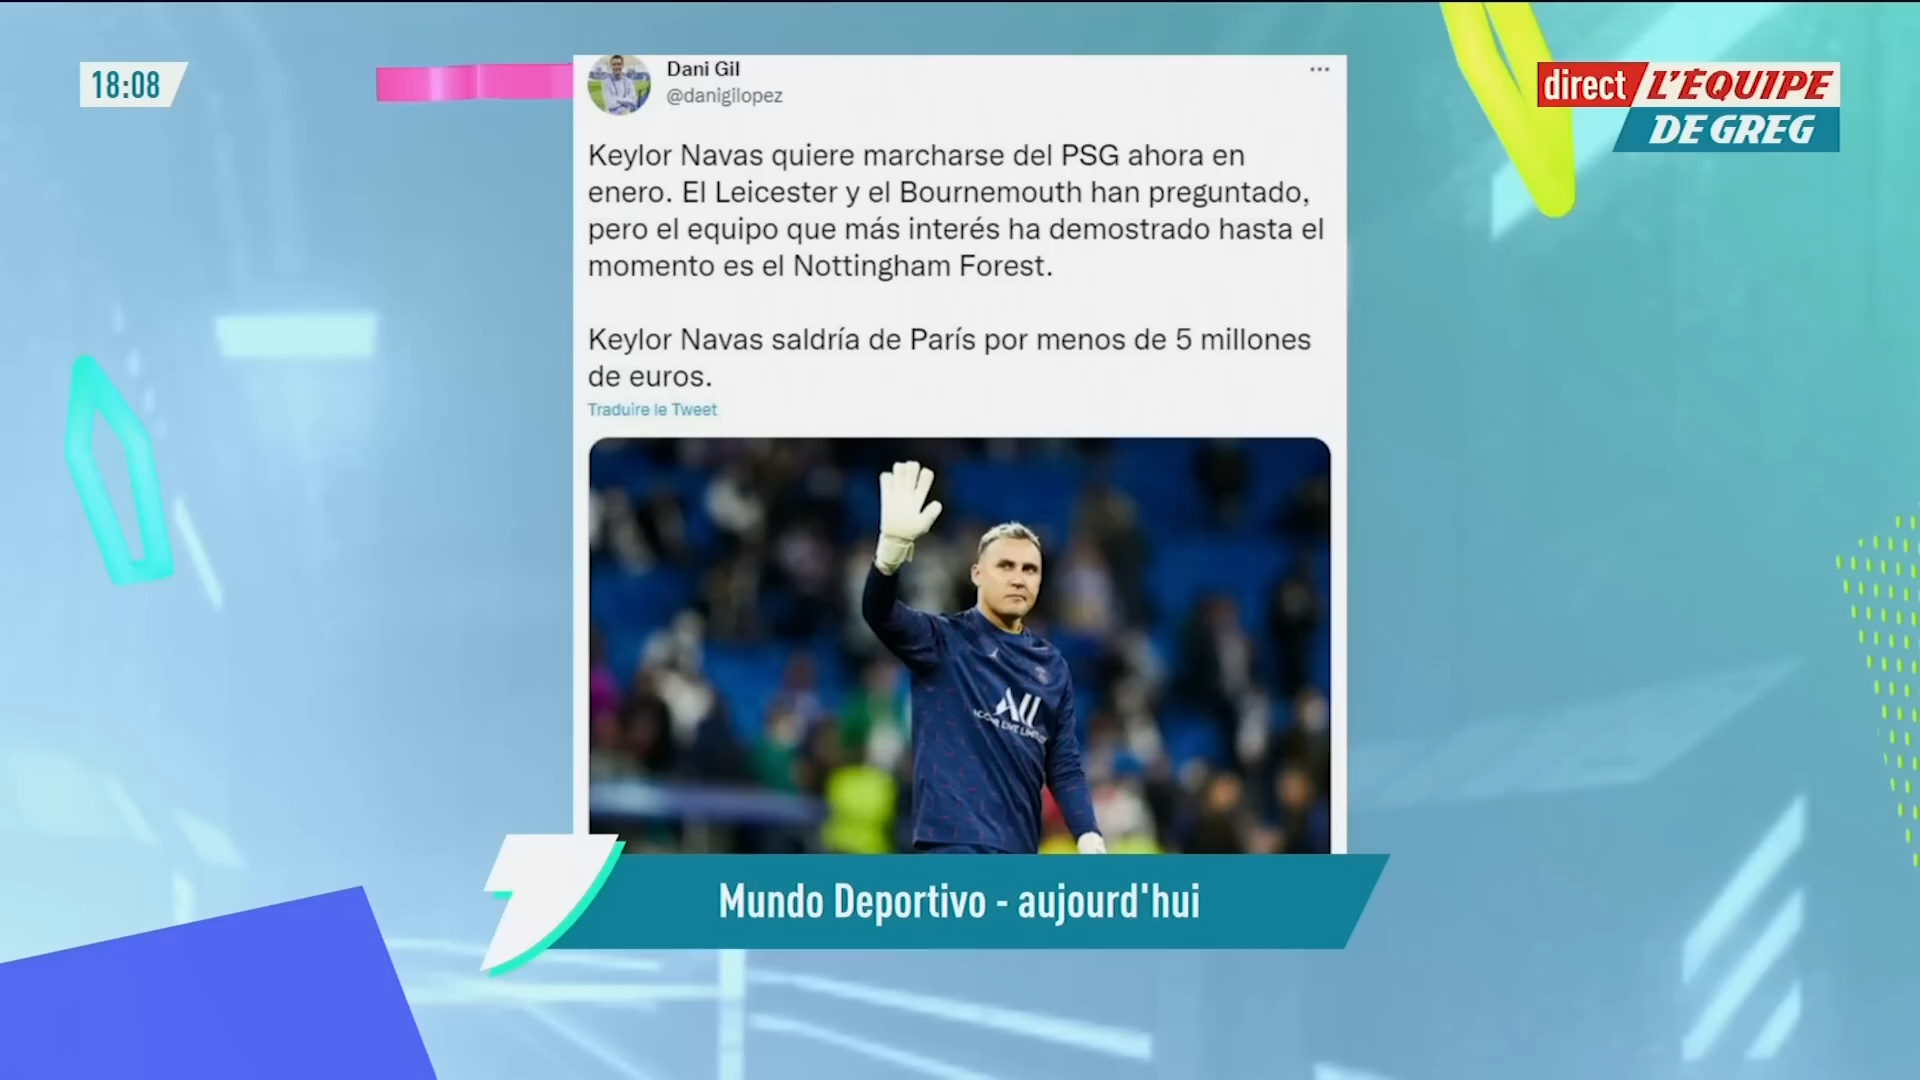 18:08
direct L'ÉQUIPE
DE GREG
Dani Gil
@danigilopez
Keylor Navas quiere marcharse del PSG ahora en
enero. El Leicester y el Bournemouth han preguntado,
pero el equipo que más interés ha demostrado hasta el
momento es el Nottingham Forest.
Keylor Navas saldría de París por menos de 5 millones
de euros.
Traduire le Tweet
ALL
Mundo Deportivo - aujourd'hui